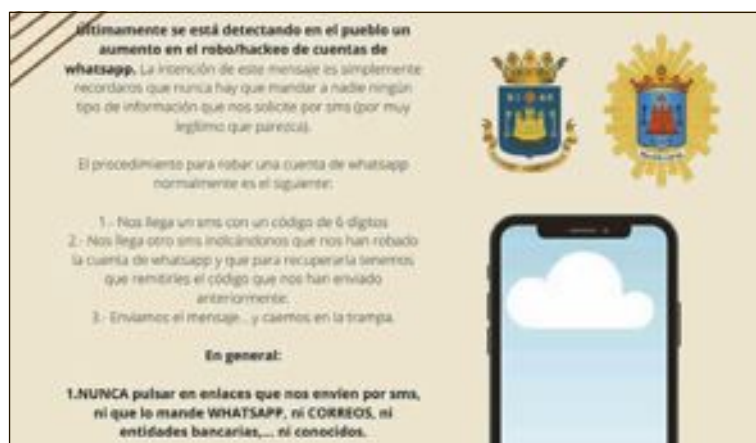 Últimamente se está detectando en el pueblo un
aumento en el robo/hackeo de cuentas de
whatsapp. La intención de este mensaje es simplemente
recordaros que nunca hay que mandar a nadie ningún
tipo de información que nos solicite por sms (por muy
legítimo que parezca).
El procedimiento para robar una cuenta de whatsapp
normalmente es el siguiente:
1.- Nos llega un sms con un código de 6 dígitos
2.- Nos llega otro sms indicándonos que nos han robado
la cuenta de whatsapp y que para recuperarla tenemos
que remitirles el código que nos han enviado
anteriormente.
3.- Enviamos el mensaje... y caemos en la trampa.
En general:
1.NUNCA pulsar en enlaces que nos envíen por sms,
ni que lo mande WHATSAPP, ni CORREOS, ni
entidades bancarias,... ni conocidos.